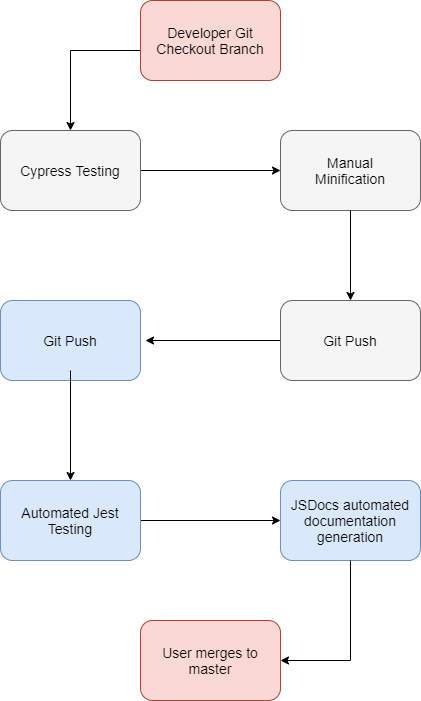 Developer Git
Checkout Branch
Cypress Testing
Manual
Minification
Git Push
Git Push
Automated Jest
Testing
JSDocs automated
documentation
generation
User merges to
master